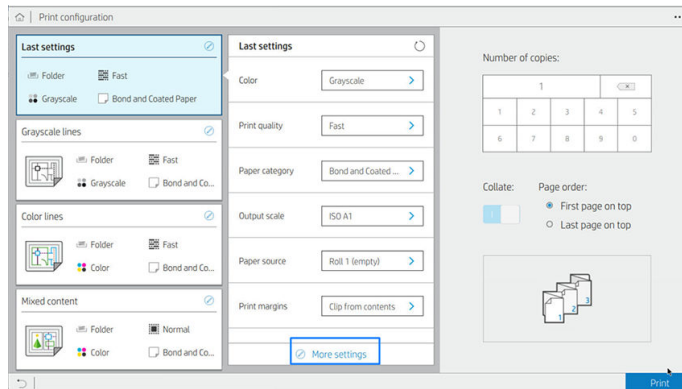 Print configuration
Last settings
Folder
Fast
Grayscale
Bond and Coated Paper
Grayscale lines
Folder
Fast
Grayscale
Bond and Co...
Color lines
Folder
Fast
Color
Bond and Co...
Mixed content
Folder
Normal
Color
Bond and Co...
Last settings
Color
Grayscale
Print quality
Fast
Paper category
Bond and Coated ...
Output scale
ISO A1
Paper source
Roll 1 (empty)
Print margins
Clip from contents
More settings
Number of copies:
1
1 2 3 4 5
6 7 8 9 0
Collate:
Page order:
First page on top
Last page on top
1 2 3
Print